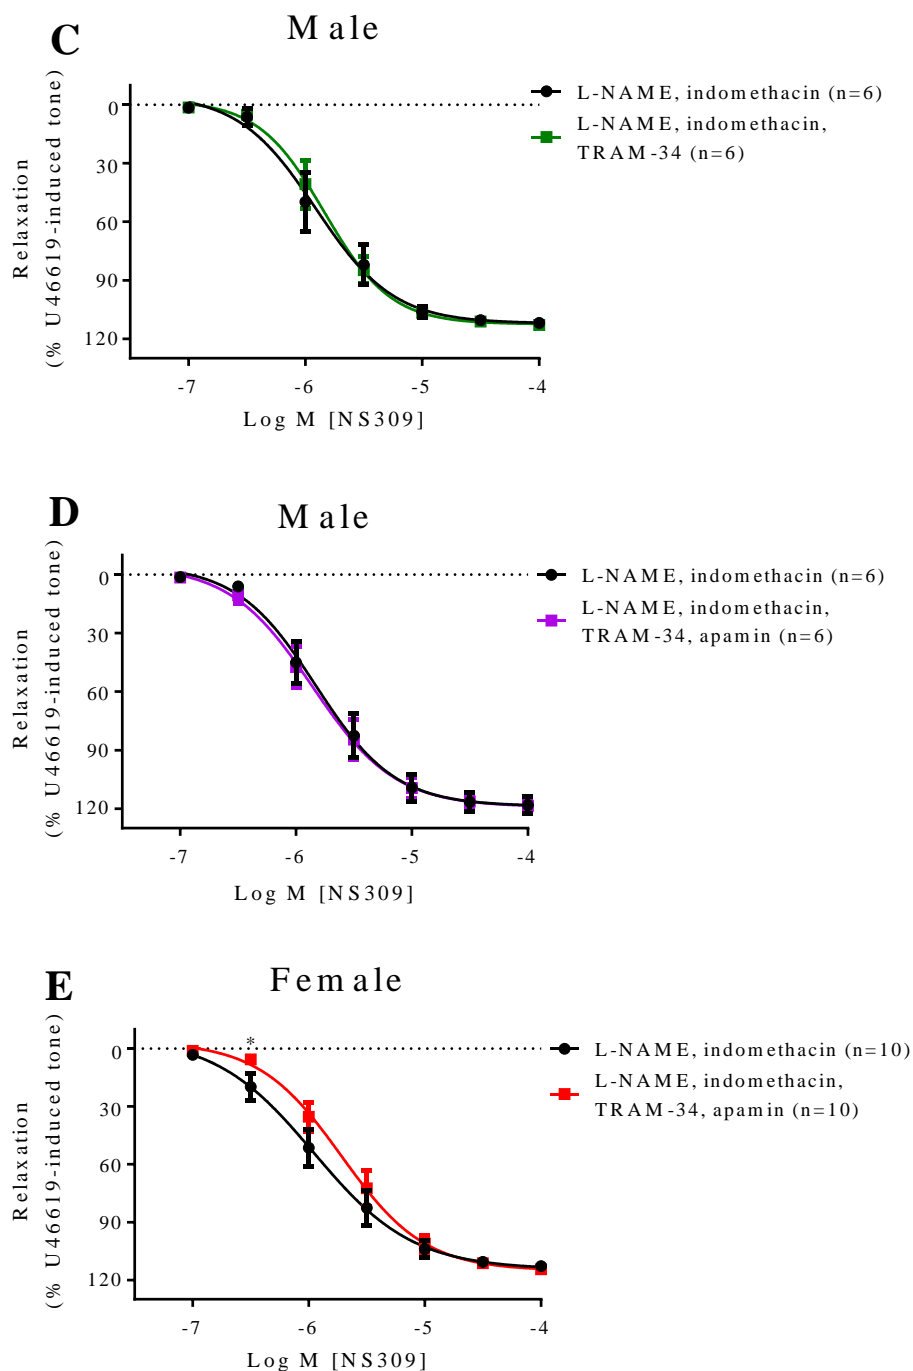 C
Male
Relaxation
(% U46619-induced tone)
0
30
60
90
120
-7
-6
-5
-4
Log M [NS309]
L-NAME, indomethacin (n=6)
L-NAME, indomethacin,
TRAM-34 (n=6)
D
Male
Relaxation
(% U46619-induced tone)
0
30
60
90
120
-7
-6
-5
-4
Log M [NS309]
L-NAME, indomethacin (n=6)
L-NAME, indomethacin,
TRAM-34, apamin (n=6)
E
Female
Relaxation
(% U46619-induced tone)
0
30
60
90
120
*
-7
-6
-5
-4
Log M [NS309]
L-NAME, indomethacin (n=10)
L-NAME, indomethacin,
TRAM-34, apamin (n=10)